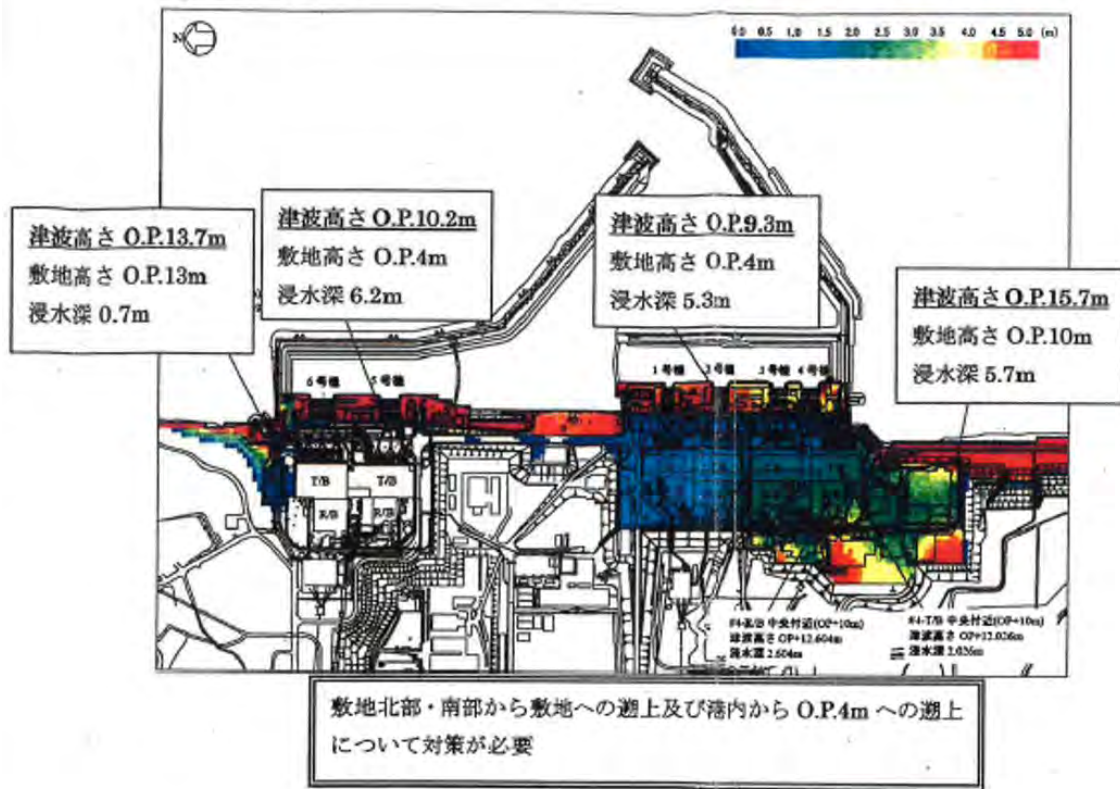 N
0.0 0.5 1.0 1.5 2.0 2.5 3.0 3.5 4.0 4.5 5.0 (m)
津波高さ O.P.13.7m
敷地高さ O.P.13m
浸水深 0.7m
津波高さ O.P.10.2m
敷地高さ O.P.4m
浸水深 6.2m
津波高さ O.P.9.3m
敷地高さ O.P.4m
浸水深 5.3m
津波高さ O.P.15.7m
敷地高さ O.P.10m
浸水深 5.7m
6号機 5号機
1号機 2号機 3号機 4号機
T/B T/B
R/B R/B
#4-R/B 中央付近(OP+10m)
津波高さ OP+12.604m
浸水深 2.604m
#4-T/B 中央付近(OP+10m)
津波高さ OP+12.026m
浸水深 2.026m
敷地北部・南部から敷地への遡上及び港内から O.P.4m への遡上
について対策が必要